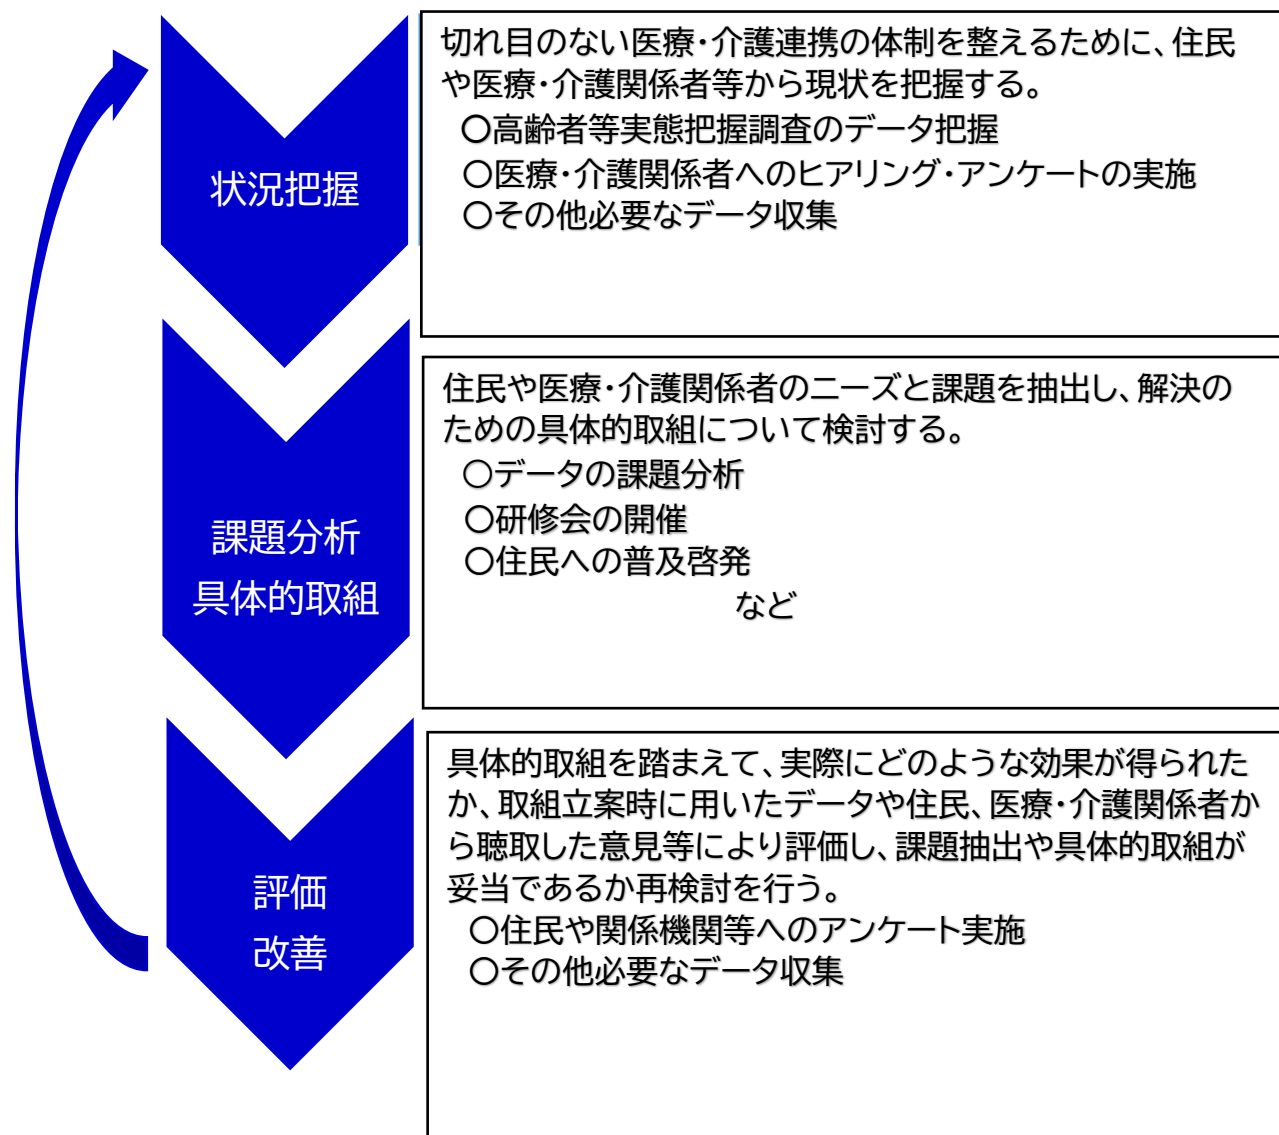 状況把握
切れ目のない医療・介護連携の体制を整えるために、住民
や医療・介護関係者等から現状を把握する。
〇高齢者等実態把握調査のデータ把握
〇医療・介護関係者へのヒアリング・アンケートの実施
〇その他必要なデータ収集
課題分析
具体的取組
住民や医療・介護関係者のニーズと課題を抽出し、解決の
ための具体的取組について検討する。
〇データの課題分析
〇研修会の開催
〇住民への普及啓発
など
評価
改善
具体的取組を踏まえて、実際にどのような効果が得られた
か、取組立案時に用いたデータや住民、医療・介護関係者か
ら聴取した意見等により評価し、課題抽出や具体的取組が
妥当であるか再検討を行う。
〇住民や関係機関等へのアンケート実施
〇その他必要なデータ収集